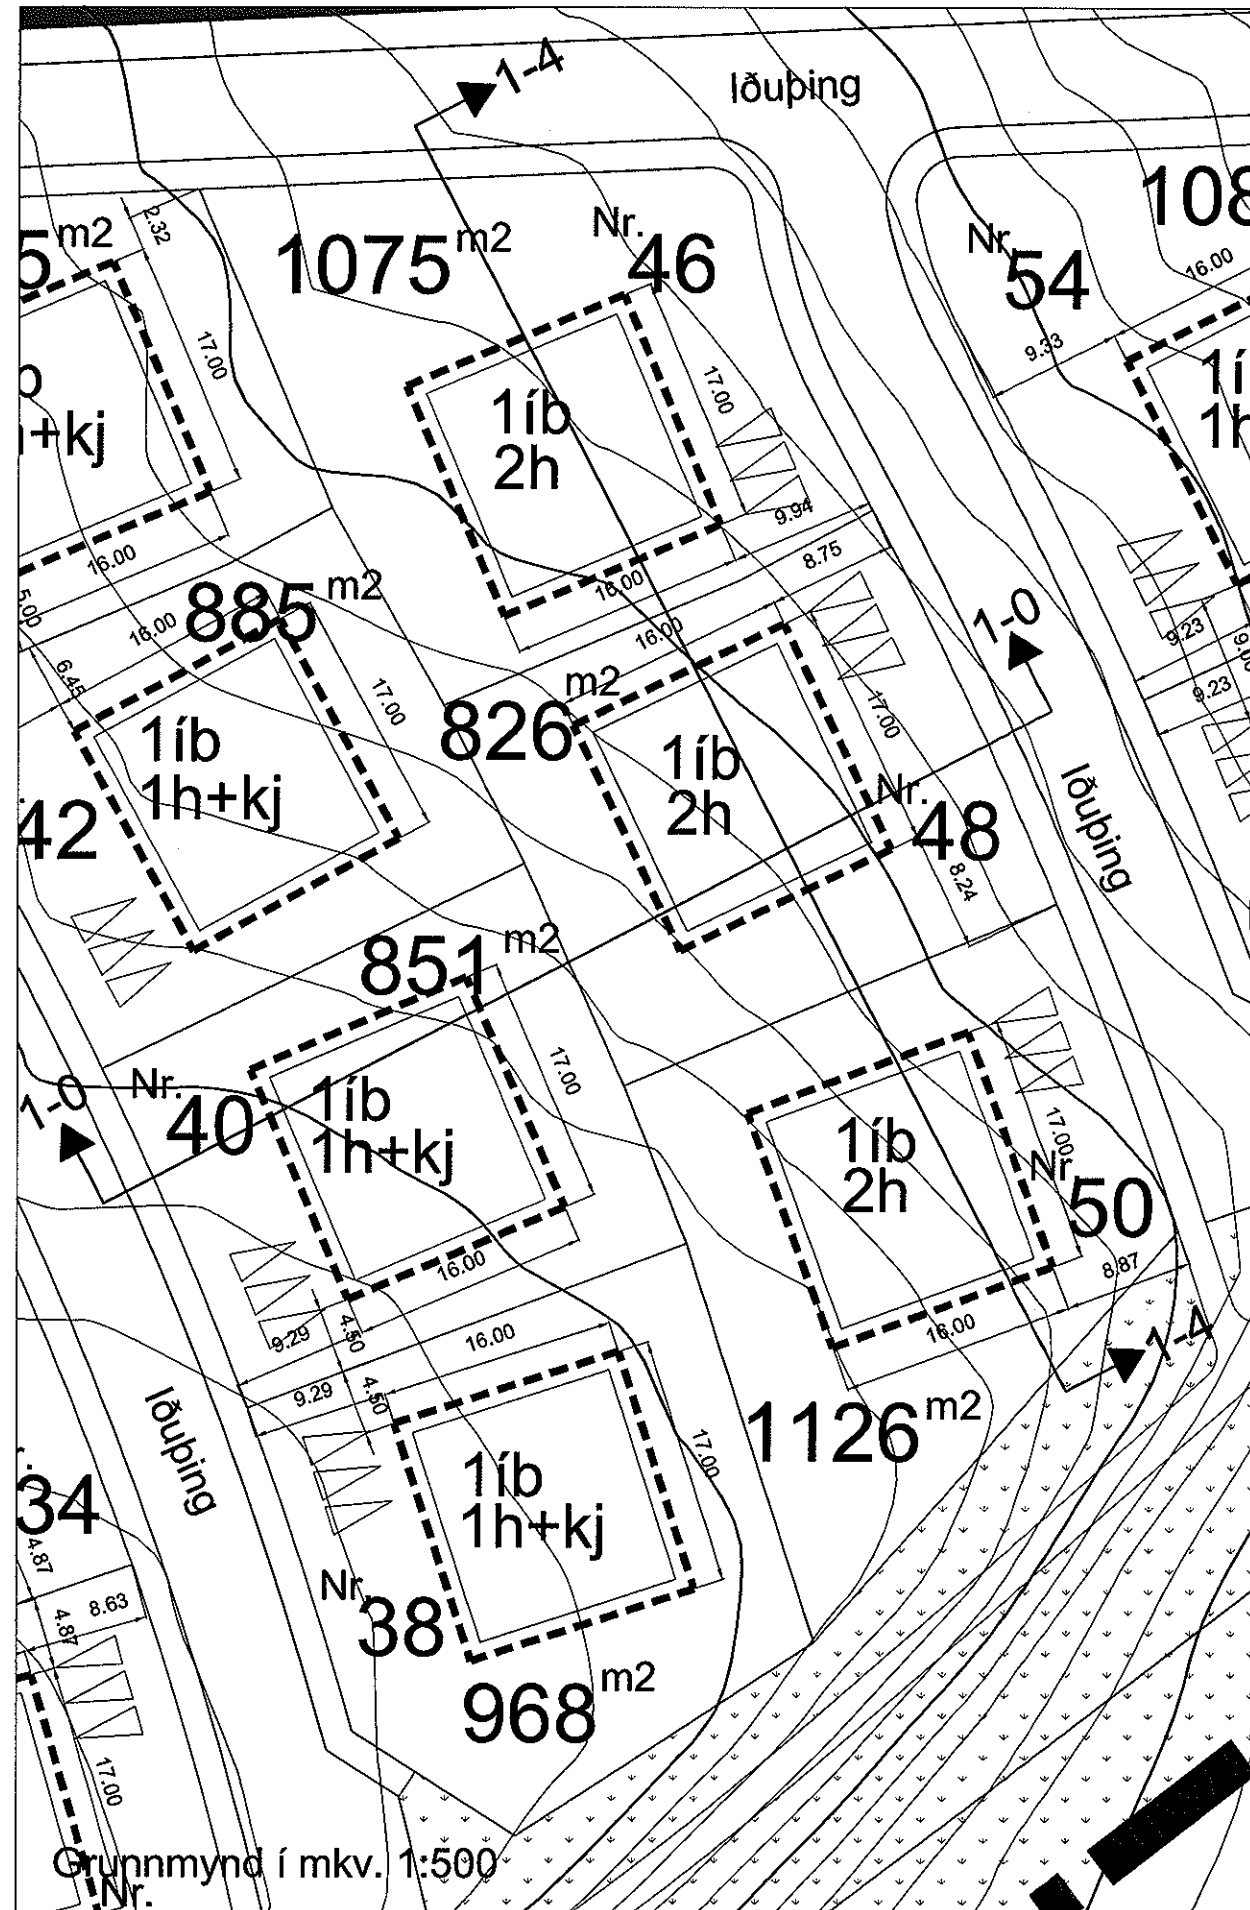 1-4
Iðuþing
108
5 m2
2.32
1075 m2
Nr.
46
Nr.
54
16.00
17.00
9.33
17.00
1íb
2h
h+kj
9.94
8.75
16.00
16.00
5.00
16.00
885 m2
16.00
1-0
9.23
9.23
6.45
17.00
826 m2
17.00
1íb
1h+kj
1íb
2h
Nr.
48
42
Iðuþing
8.24
851 m2
1-0
Nr.
40
1íb
1h+kj
17.00
1íb
2h
17.00
Nr.
50
16.00
8.87
9.29
4.50
16.00
16.00
1-4
9.29
4.50
1126 m2
Iðuþing
17.00
1íb
1h+kj
34
4.87
8.63
4.87
Nr.
38
968 m2
17.00
Grunnmynd í mkv. 1:500
Nr.